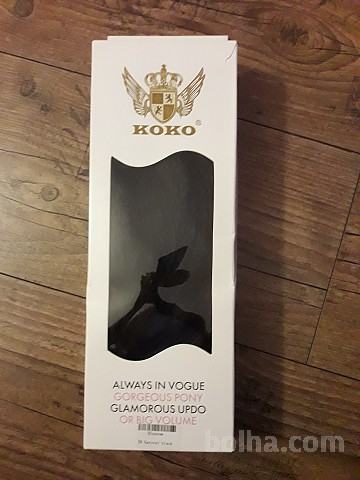 KOKO®
ALWAYS IN VOGUE
GORGEOUS PONY
GLAMOROUS UPDO
OR BIG VOLUME
bolha.com